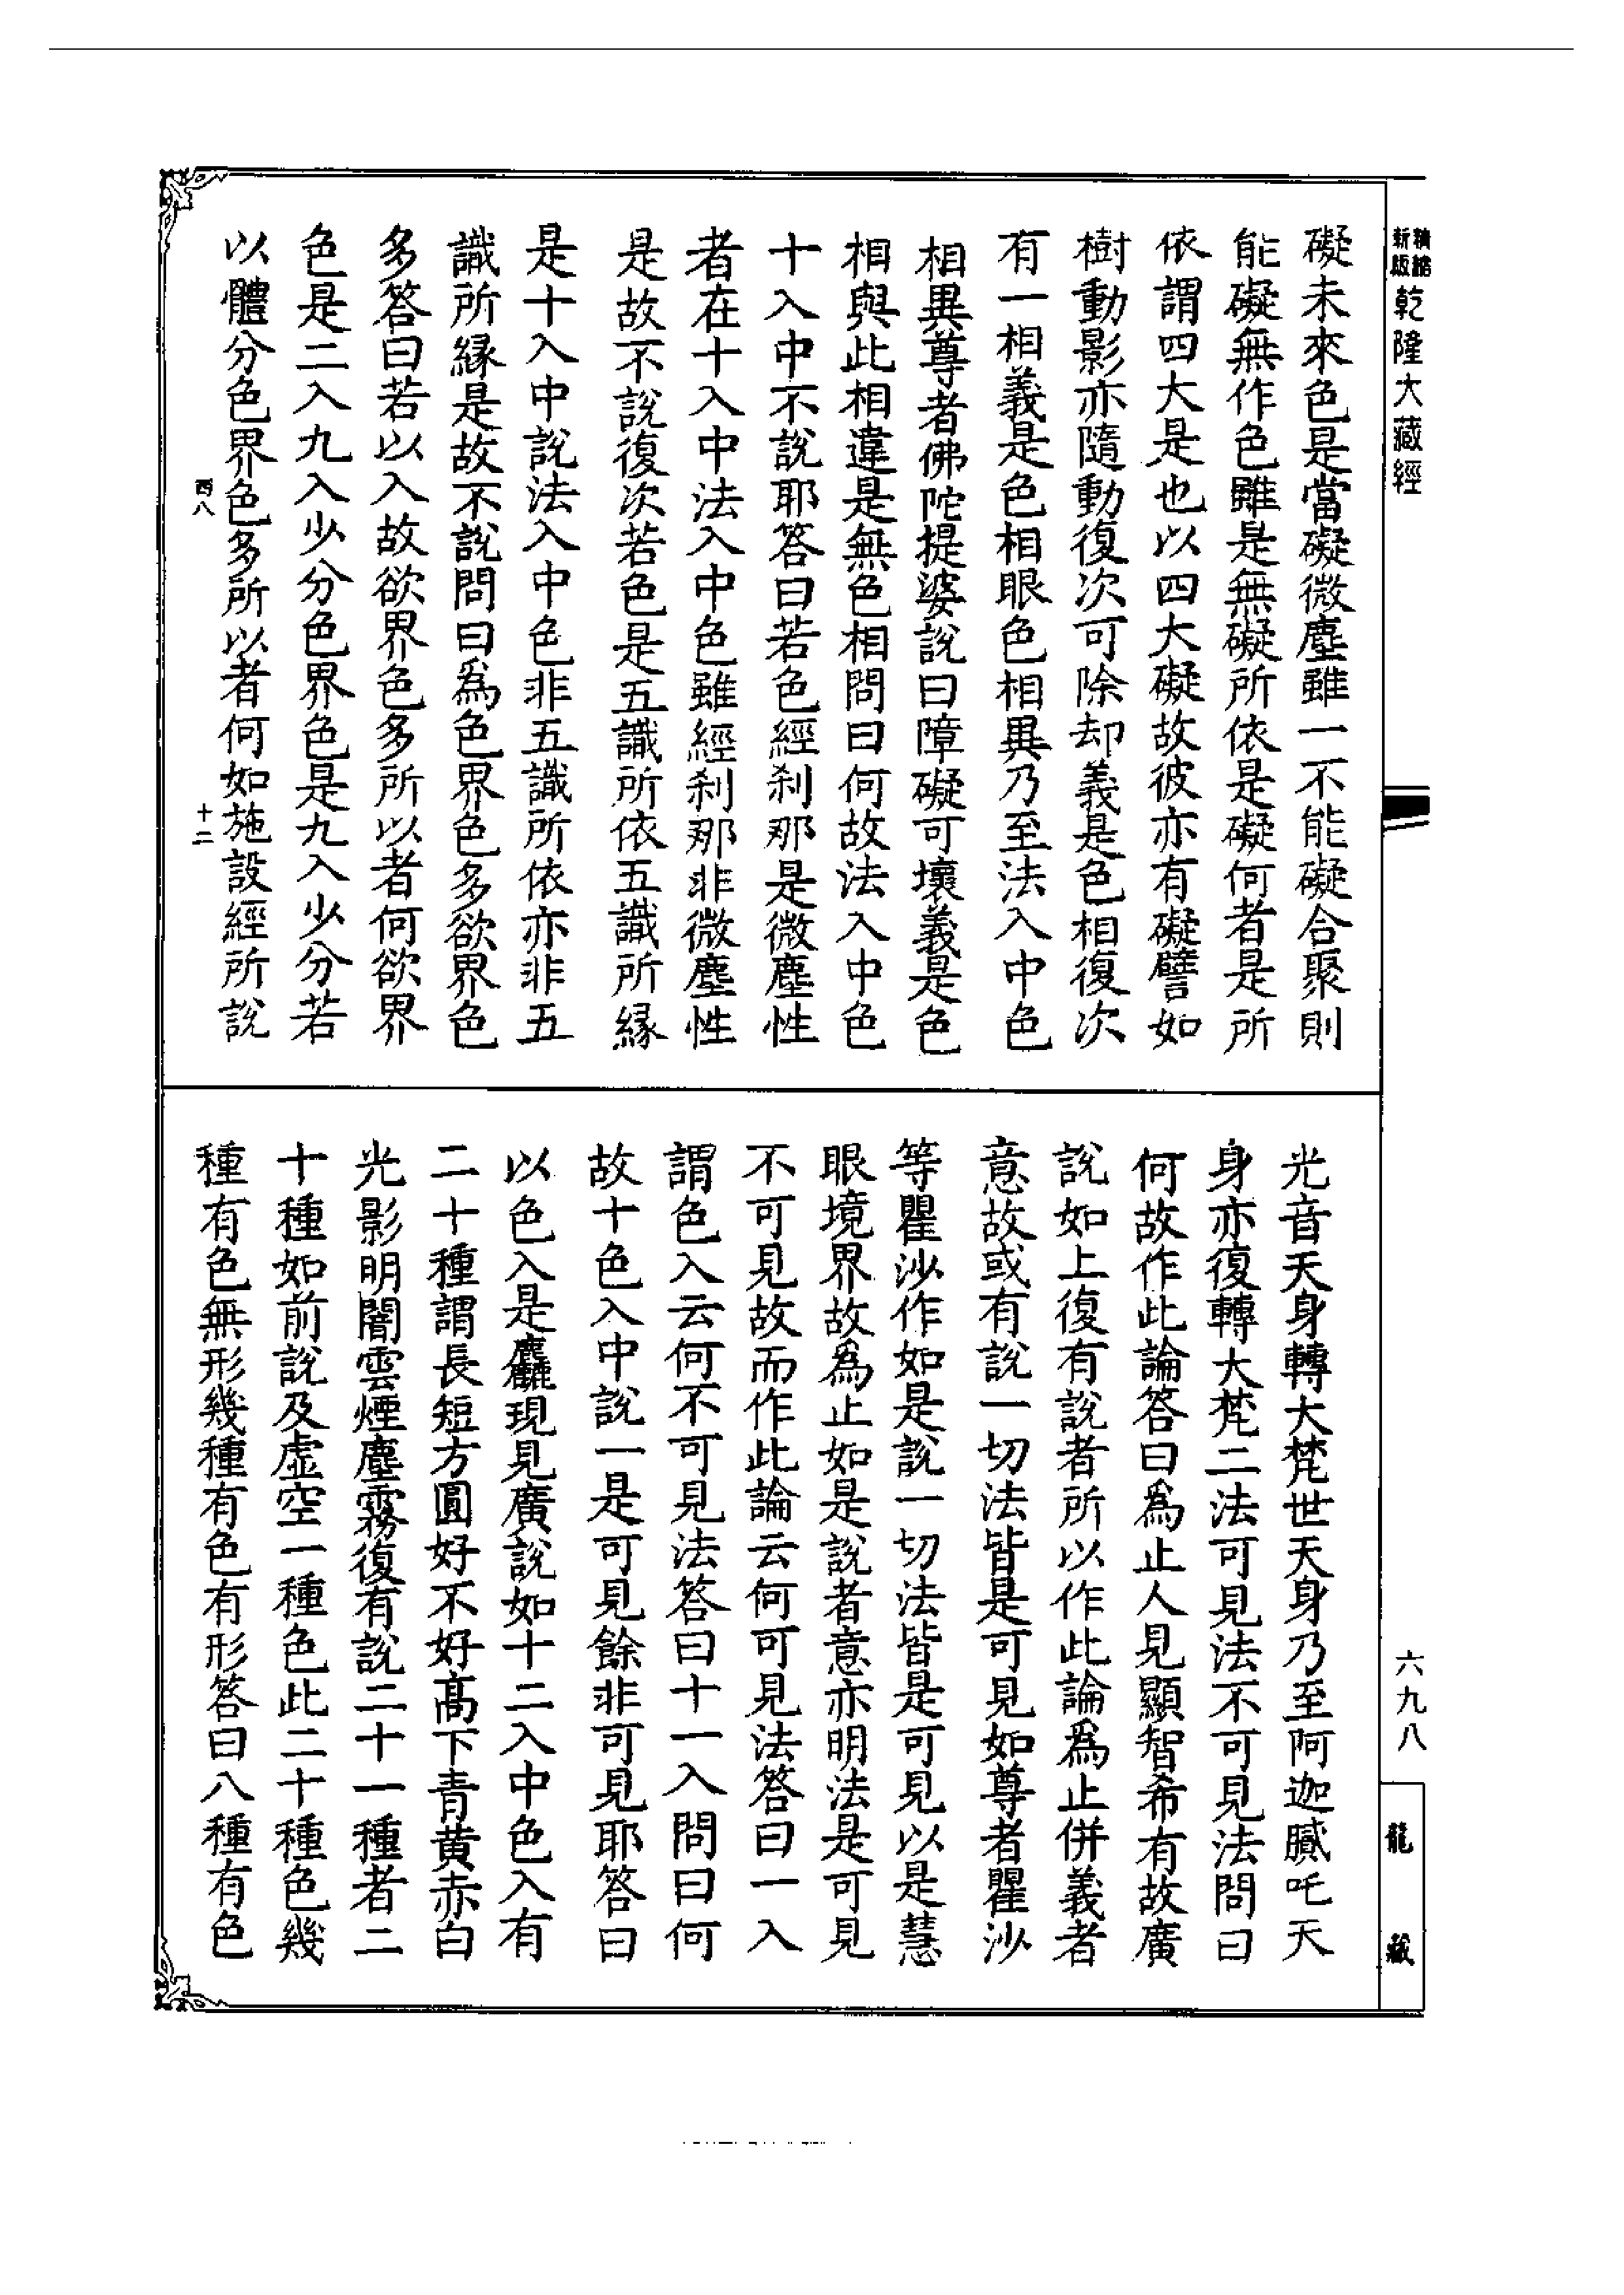 精縮新版乾隆大藏經
礙未來色是當礙微塵雖一不能礙合聚則
能礙無作色雖是無礙所依是礙何者是所
依謂四大是也以四大礙故彼亦有礙譬如
樹動影亦隨動復次可除却義是色相復次
有一相義是色相眼色相異乃至法入中色
相異尊者佛陀提婆說曰障礙可壞義是色
相與此相違是無色相問曰何故法入中色
十入中不說耶答曰若色經刹那是微塵性
者在十入中法入中色雖經刹那非微塵性
是故不說復次若色是五識所依五識所緣
是十入中說法入中色非五識所依亦非五
識所緣是故不說問曰爲色界色多欲界色
多答曰若以入故欲界色多所以者何欲界
色是二入九入少分色界色是九入少分若
以體分色界色多所以者何如施設經所說
西八 十二
光音天身轉大梵世天身乃至阿迦膩吒天
身亦復轉大梵二法可見法不可見法問曰
何故作此論答曰爲止人見顯智希有故廣
說如上復有說者所以作此論爲止併義者
意故或有說一切法皆是可見如尊者瞿沙
等瞿沙作如是說一切法皆是可見以是慧
眼境界故爲止如是說者意亦明法是可見
不可見故而作此論云何可見法答曰一入
謂色入云何不可見法答曰十一入問曰何
故十色入中說一是可見餘非可見耶答曰
以色入是麤現見廣說如十二入中色入有
二十種謂長短方圓好不好高下青黃赤白
光影明闇雲煙塵霧復有說二十一種者二
十種如前說及虛空一種色此二十種色幾
種有色無形幾種有色有形答曰八種有色
六九八
龍藏